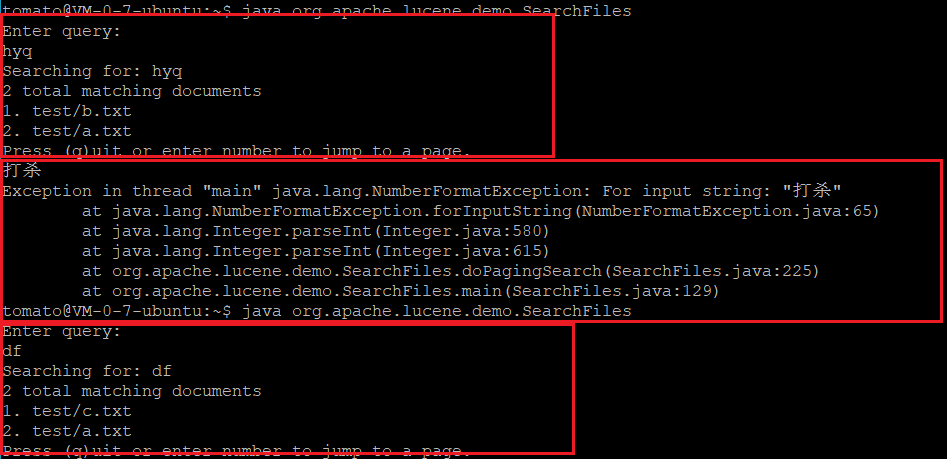 tomato@VM-0-7-ubuntu:~$ java org.apache.lucene.demo.SearchFiles
Enter query:
hyq
Searching for: hyq
2 total matching documents
1. test/b.txt
2. test/a.txt
Press (q)uit or enter number to jump to a page.
打杀
Exception in thread "main" java.lang.NumberFormatException: For input string: "打杀"
        at java.lang.NumberFormatException.forInputString(NumberFormatException.java:65)
        at java.lang.Integer.parseInt(Integer.java:580)
        at java.lang.Integer.parseInt(Integer.java:615)
        at org.apache.lucene.demo.SearchFiles.doPagingSearch(SearchFiles.java:225)
        at org.apache.lucene.demo.SearchFiles.main(SearchFiles.java:129)
tomato@VM-0-7-ubuntu:~$ java org.apache.lucene.demo.SearchFiles
Enter query:
df
Searching for: df
2 total matching documents
1. test/c.txt
2. test/a.txt
Press (q)uit or enter number to jump to a page.